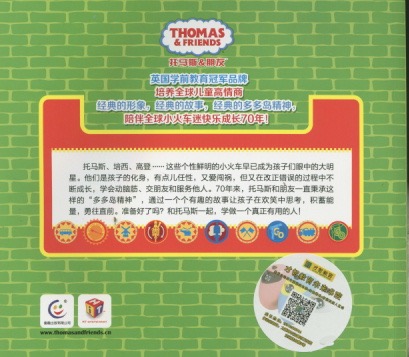 THOMAS
& FRIENDS
托马斯&朋友
英国学前教育冠军品牌
培养全球儿童高情商
经典的形象，经典的故事，经典的多多岛精神，
陪伴全球小火车迷快乐成长70年！
托马斯、培西、高登……这些个性鲜明的小火车早已成为孩子们眼中的大明
星。他们是孩子的化身，有点儿任性，又爱闯祸，但又在改正错误的过程中不
断成长，学会动脑筋、交朋友和服务他人。70年来，托马斯和朋友一直秉承这
样的“多多岛精神”，通过一个个有趣的故事让孩子在欢笑中思考，积蓄能
量，勇往直前。准备好了吗？和托马斯一起，学做一个真正有用的人！
www.thomasandfriends.cn